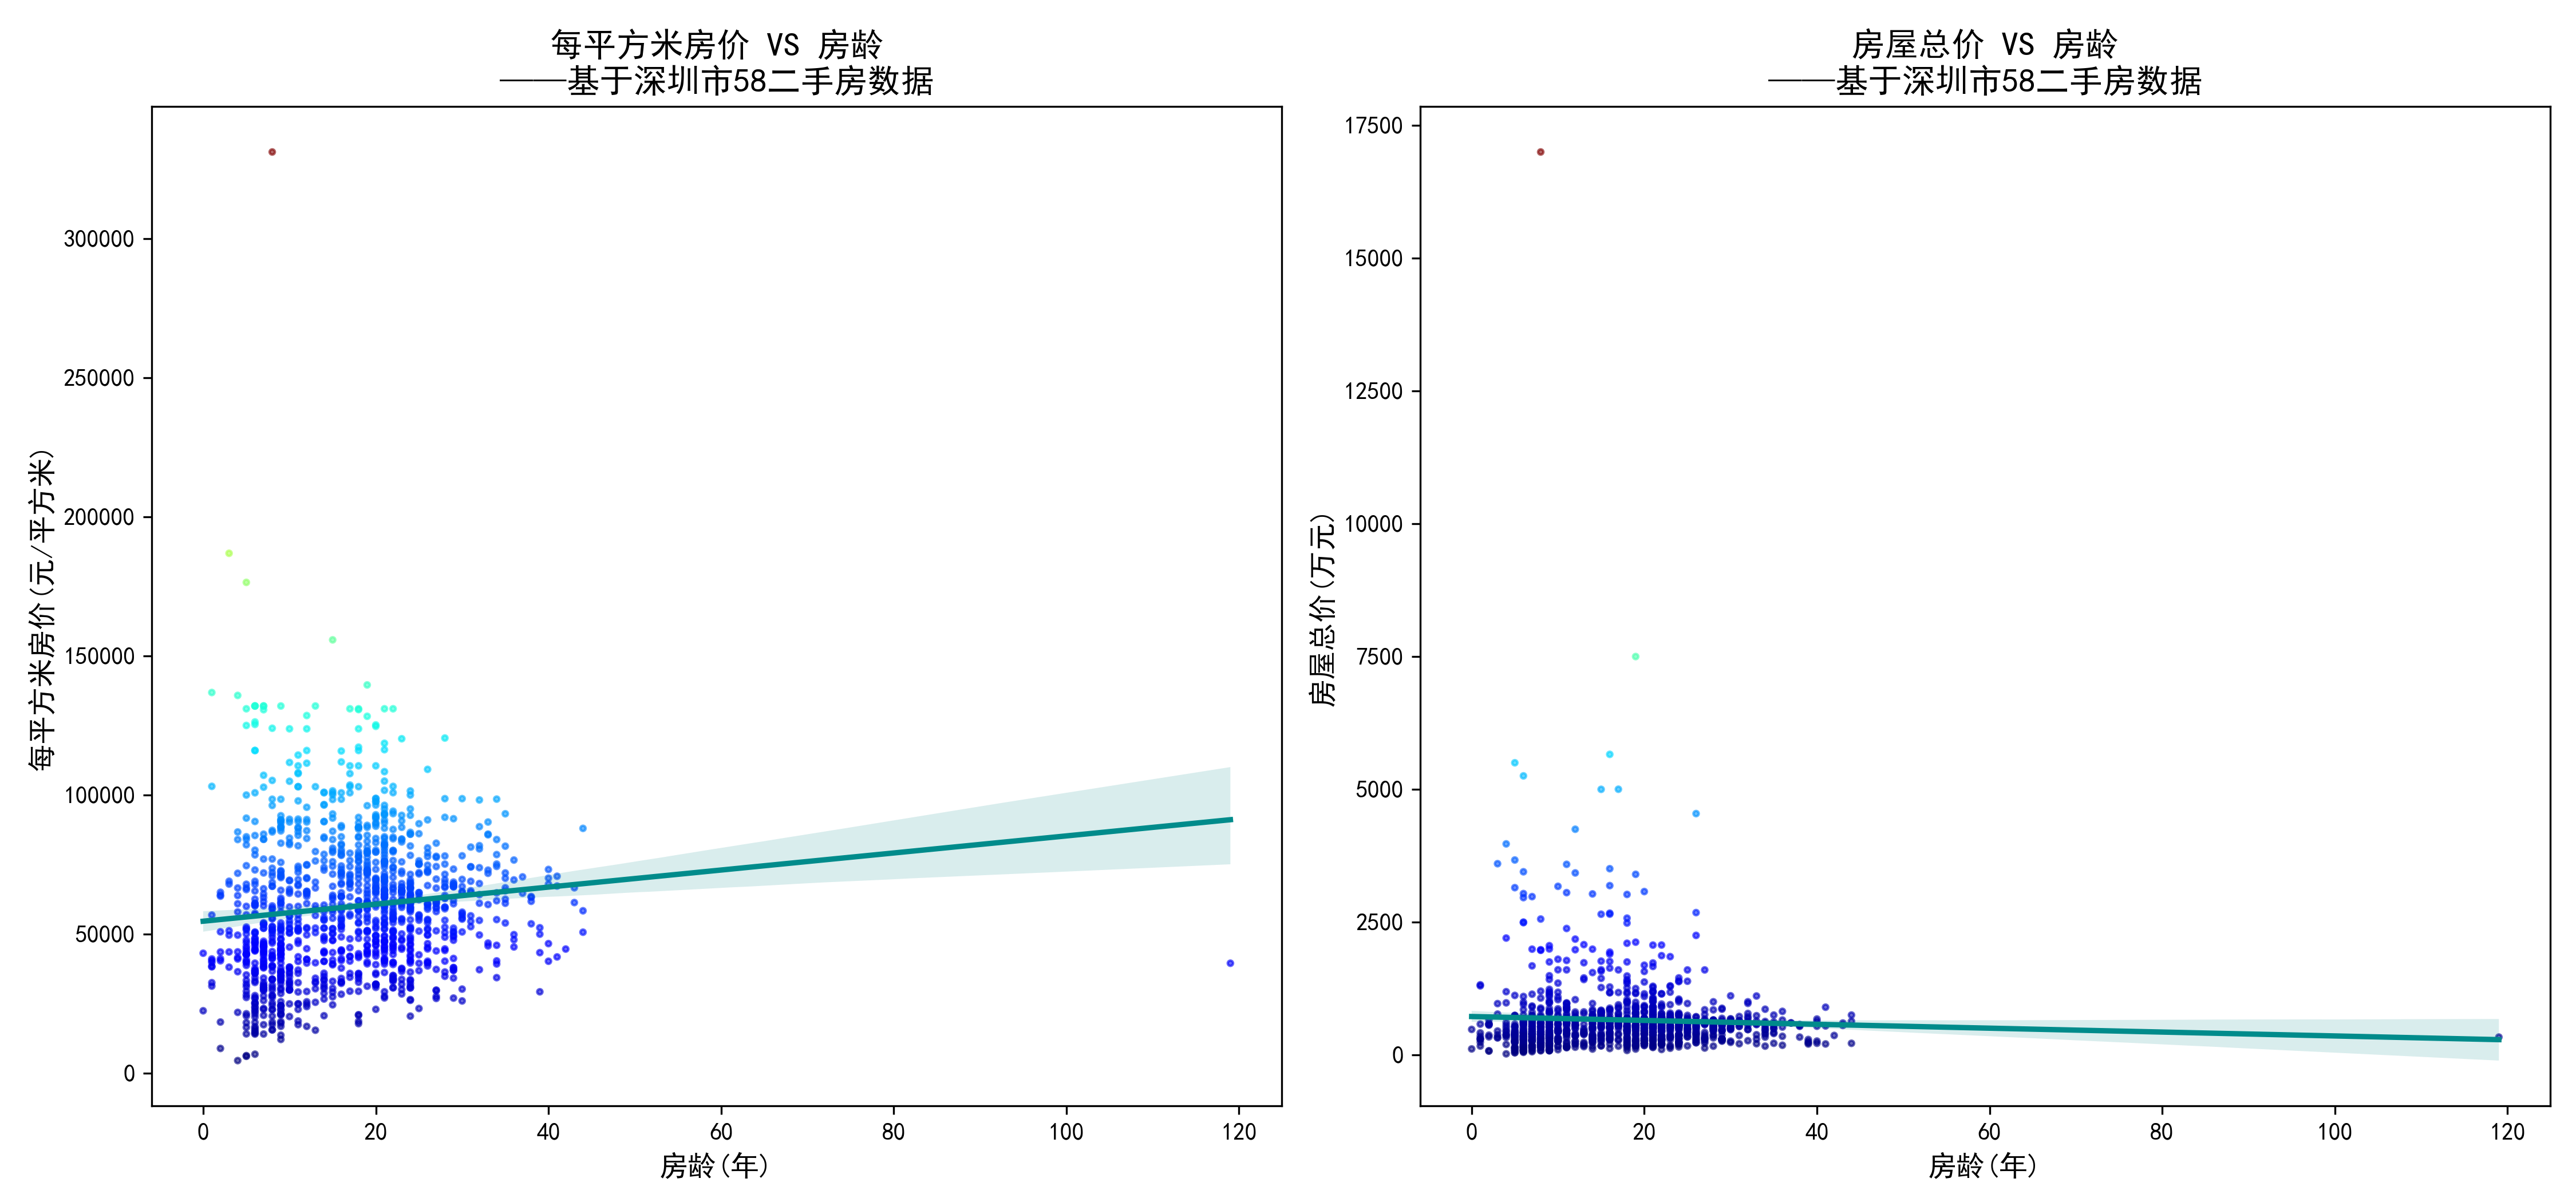 每平方米房价 VS 房龄
——基于深圳市58二手房数据
每平方米房价(元/平方米)
300000
250000
200000
150000
100000
50000
0
0 20 40 60 80 100 120
房龄(年)
房屋总价 VS 房龄
——基于深圳市58二手房数据
房屋总价(万元)
17500
15000
12500
10000
7500
5000
2500
0
0 20 40 60 80 100 120
房龄(年)